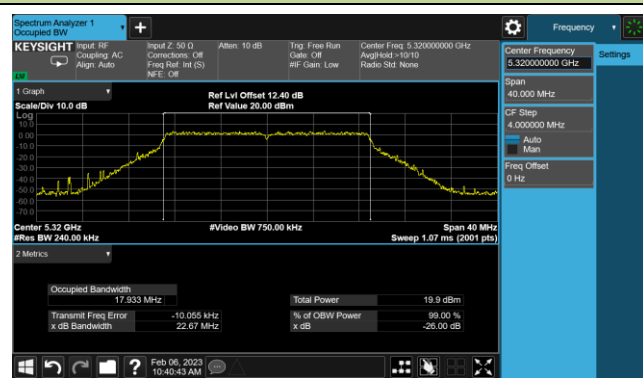 Spectrum Analyzer 1
Occupied BW
+
Frequency
KEYSIGHT
Input: RF
Coupling: AC
Align: Auto
Input Z: 50 Ω
Corrections: Off
Freq Ref: Int (S)
NFE: Off
Atten: 10 dB
Trig: Free Run
Gate: Off
#IF Gain: Low
Center Freq: 5.320000000 GHz
Avg|Hold:>10/10
Radio Std: None
LW
Center Frequency
5.320000000 GHz
Settings
Span
40.000 MHz
CF Step
4.000000 MHz
Auto
Man
Freq Offset
0 Hz
1 Graph
Scale/Div 10.0 dB
Ref Lvl Offset 12.40 dB
Ref Value 20.00 dBm
Log
10.0
0.00
-10.0
-20.0
-30.0
-40.0
-50.0
-60.0
-70.0
Center 5.32 GHz
#Video BW 750.00 kHz
Span 40 MHz
#Res BW 240.00 kHz
Sweep 1.07 ms (2001 pts)
2 Metrics
Occupied Bandwidth
17.933 MHz
Total Power 19.9 dBm
Transmit Freq Error -10.055 kHz
% of OBW Power 99.00 %
x dB Bandwidth 22.67 MHz
x dB -26.00 dB
?
Feb 06, 2023
10:40:43 AM